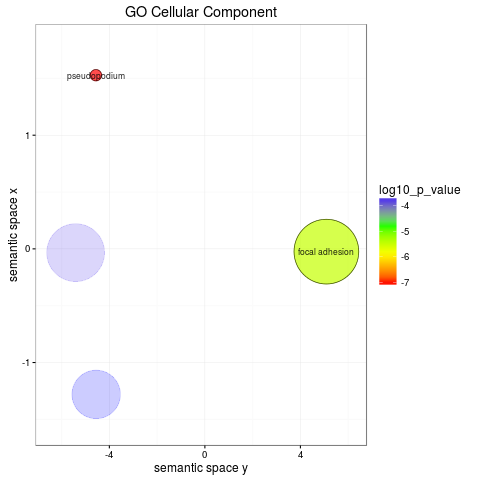 GO Cellular Component
pseudopodium
1
0
-1
semantic space x
focal adhesion
log10_p_value
-4
-5
-6
-7
-4
0
4
semantic space y